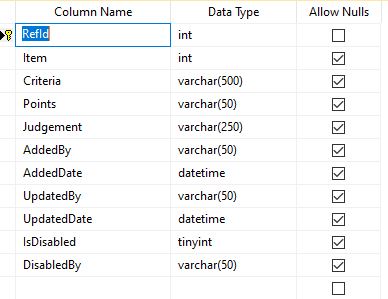 Column Name Data Type Allow Nulls
RefId int
Item int
Criteria varchar(500)
Points varchar(50)
Judgement varchar(250)
AddedBy varchar(50)
AddedDate datetime
UpdatedBy varchar(50)
UpdatedDate datetime
IsDisabled tinyint
DisabledBy varchar(50)